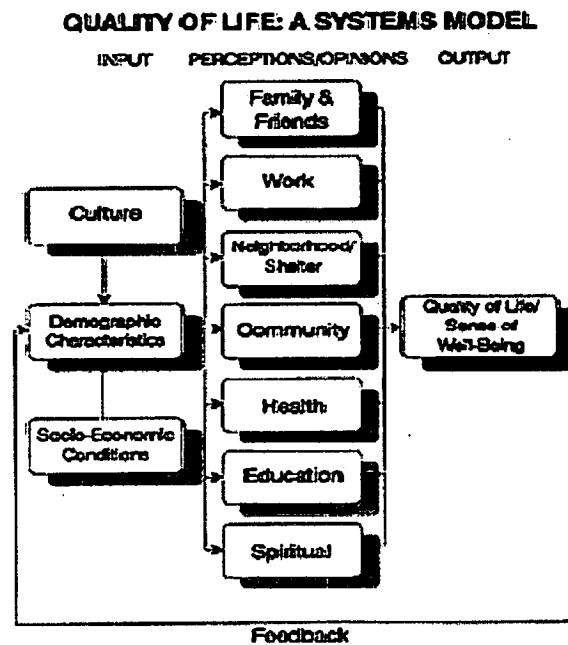 QUALITY OF LIFE: A SYSTEMS MODEL
INPUT PERCEPTIONS/OPINIONS OUTPUT
Family &
Friends
Work
Culture
Neighborhood/
Shelter
Demographic
Characteristics
Community
Quality of Life/
Sense of
Well-Being
Health
Socio-Economic
Conditions
Education
Spiritual
Feedback